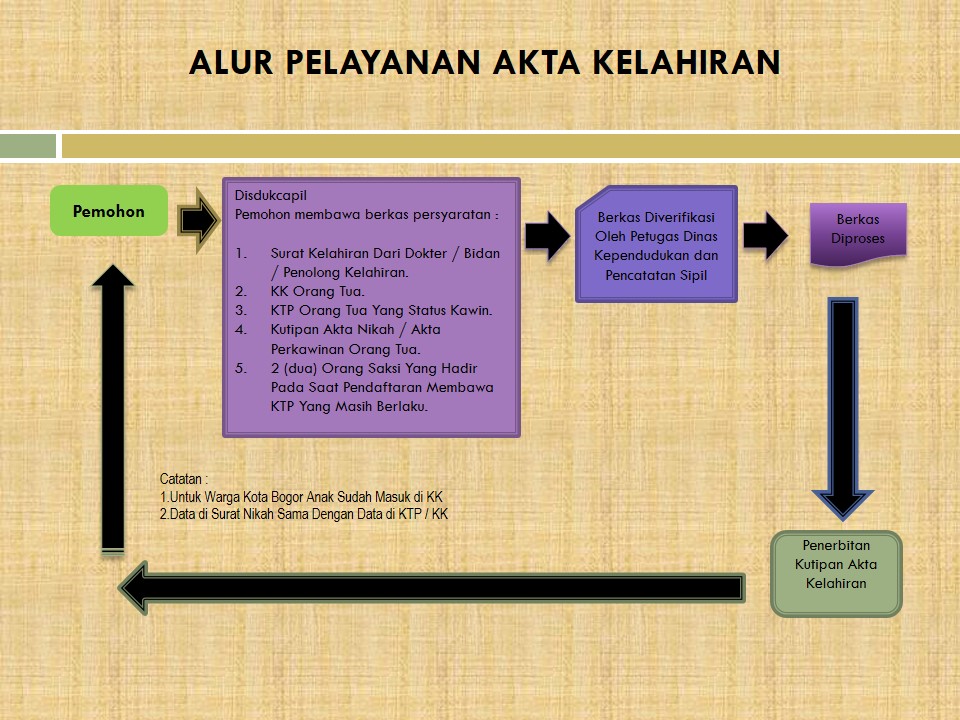 ALUR PELAYANAN AKTA KELAHIRAN
Pemohon
Disdukcapil
Pemohon membawa berkas persyaratan :
1. Surat Kelahiran Dari Dokter / Bidan
/ Penolong Kelahiran.
2. KK Orang Tua.
3. KTP Orang Tua Yang Status Kawin.
4. Kutipan Akta Nikah / Akta
Perkawinan Orang Tua.
5. 2 (dua) Orang Saksi Yang Hadir
Pada Saat Pendaftaran Membawa
KTP Yang Masih Berlaku.
Berkas Diverifikasi
Oleh Petugas Dinas
Kependudukan dan
Pencatatan Sipil
Berkas
Diproses
Penerbitan
Kutipan Akta
Kelahiran
Catatan :
1.Untuk Warga Kota Bogor Anak Sudah Masuk di KK
2.Data di Surat Nikah Sama Dengan Data di KTP / KK